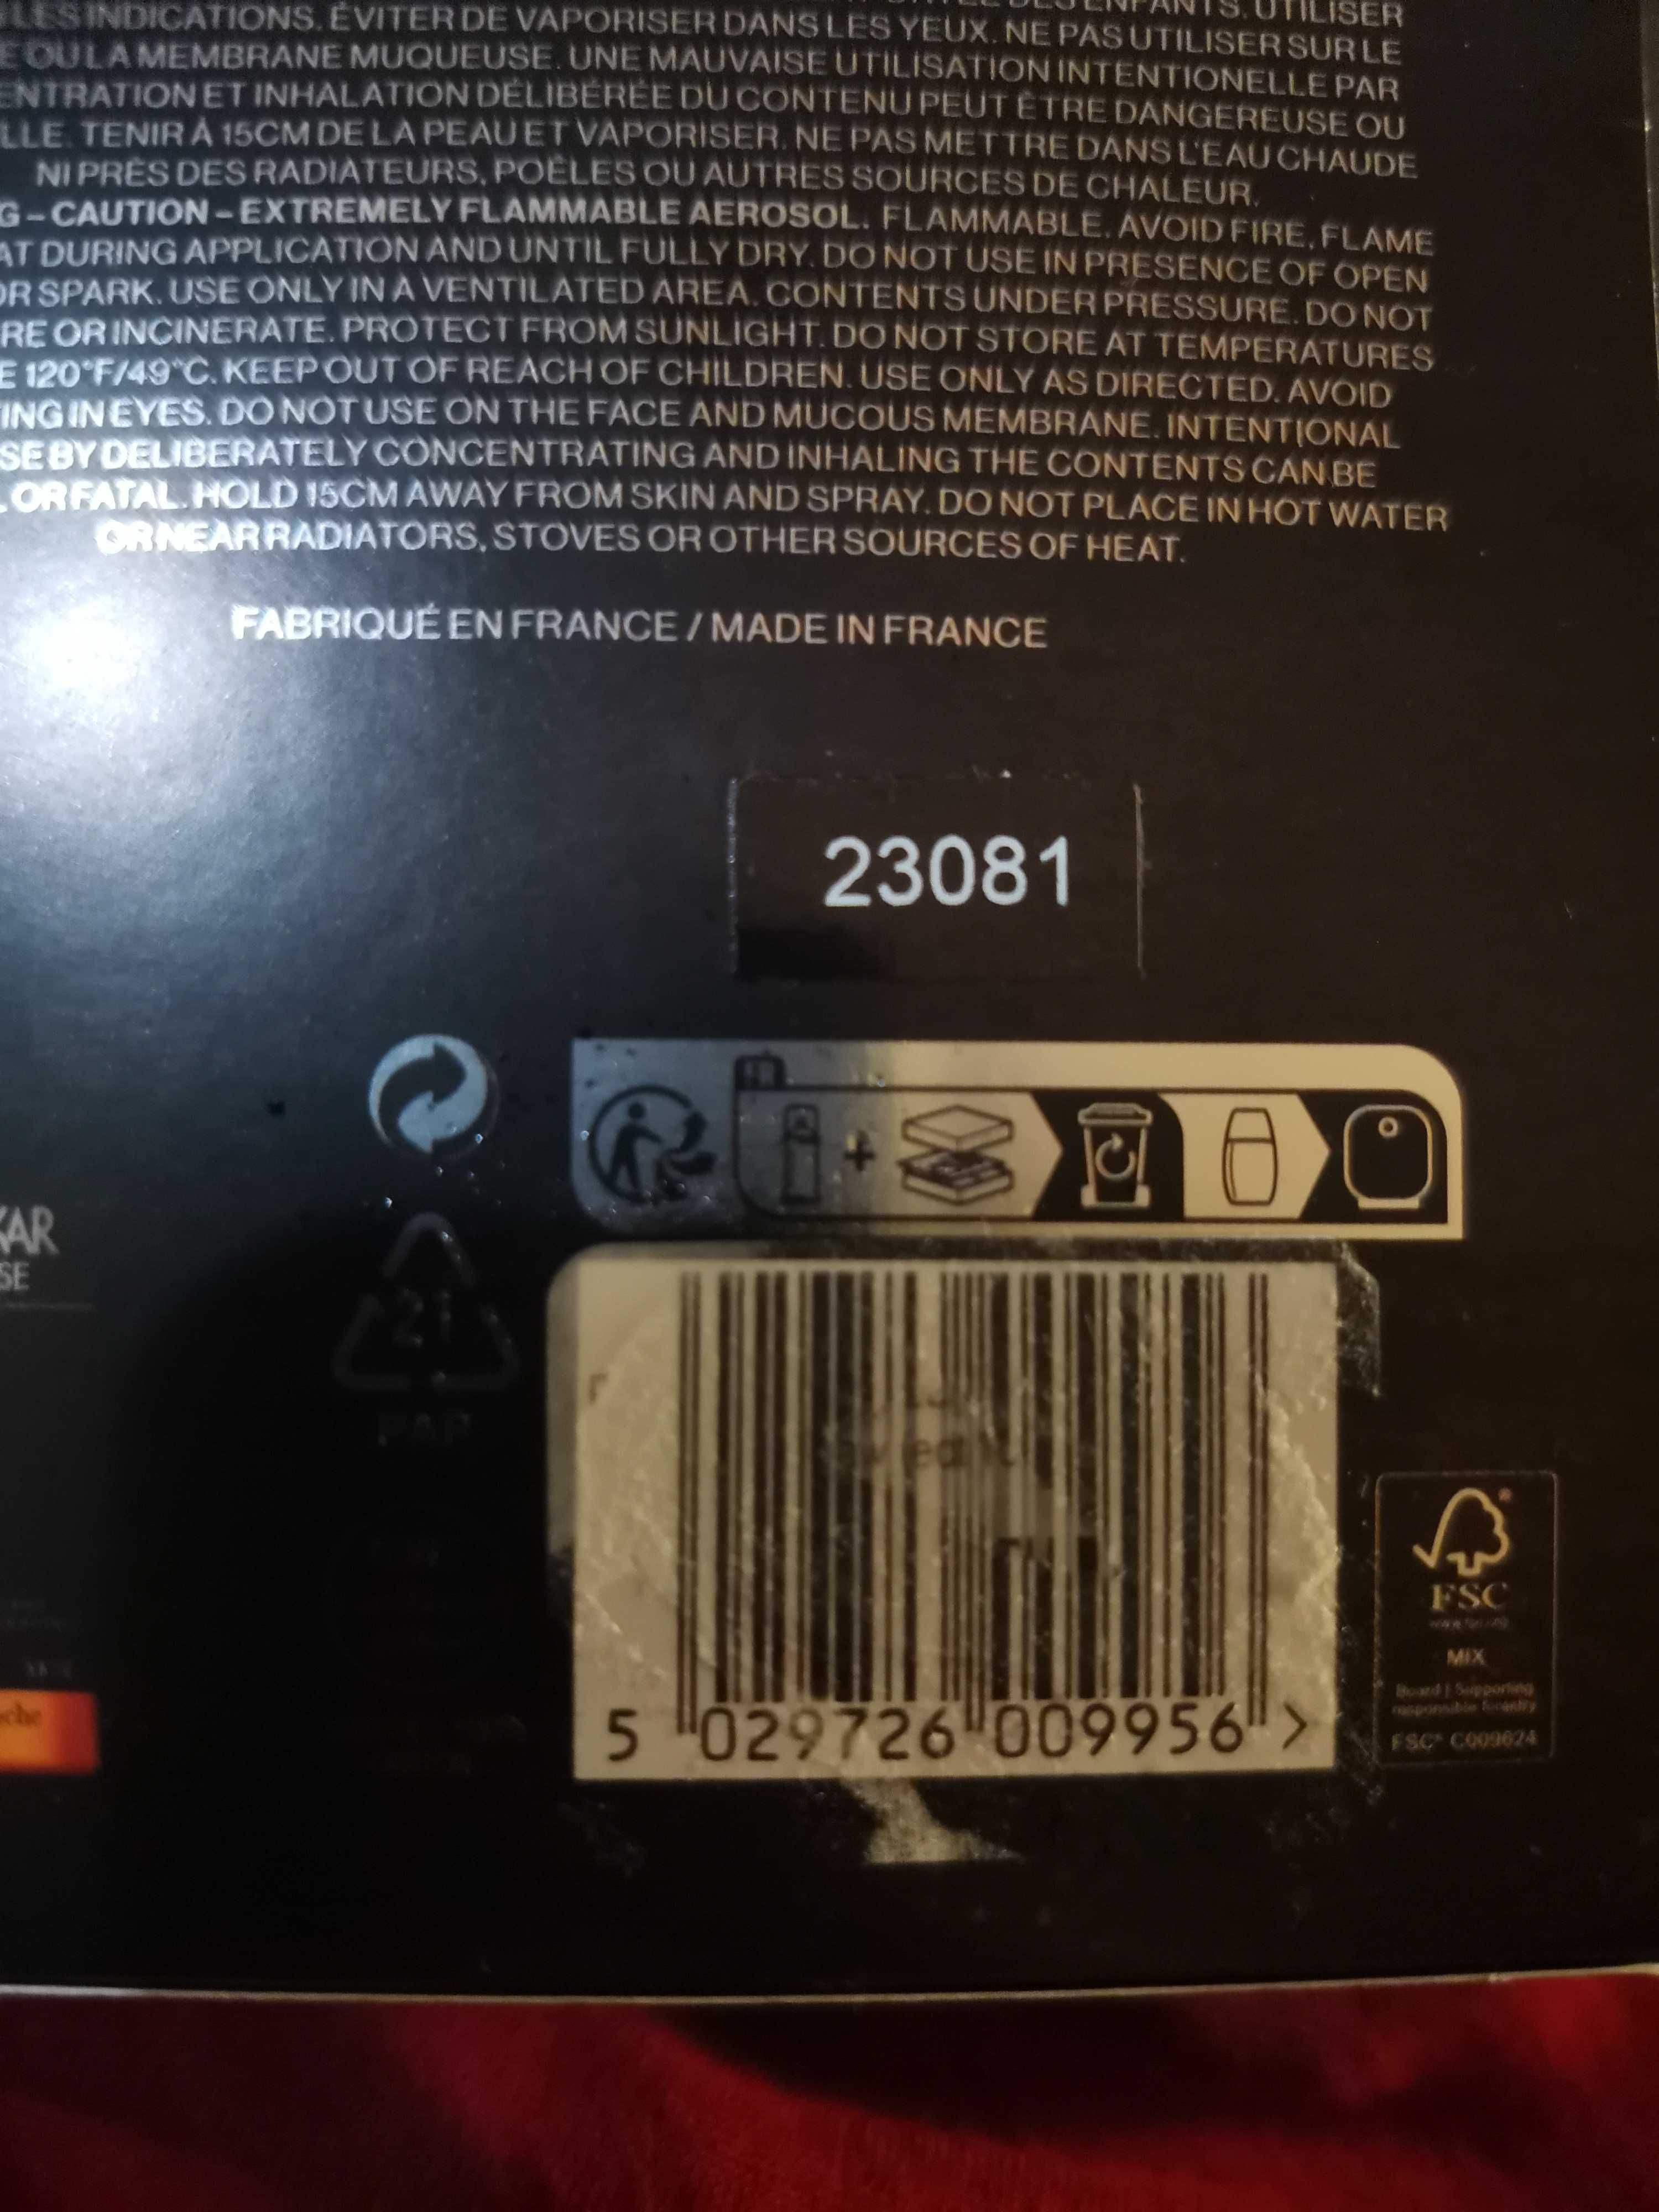 LES INDICATIONS. ÉVITER DE VAPORISER DANS LES YEUX. NE PAS UTILISER SUR LE
OU LA MEMBRANE MUQUEUSE. UNE MAUVAISE UTILISATION INTENTIONELLE PAR
ENTRATION ET INHALATION DÉLIBÉRÉE DU CONTENU PEUT ÊTRE DANGEREUSE OU
LLE. TENIR À 15CM DE LA PEAU ET VAPORISER. NE PAS METTRE DANS L'EAU CHAUDE
NI PRÈS DES RADIATEURS, POÊLES OU AUTRES SOURCES DE CHALEUR.
G – CAUTION – EXTREMELY FLAMMABLE AEROSOL. FLAMMABLE. AVOID FIRE, FLAME
AT DURING APPLICATION AND UNTIL FULLY DRY. DO NOT USE IN PRESENCE OF OPEN
OR SPARK. USE ONLY IN A VENTILATED AREA. CONTENTS UNDER PRESSURE. DO NOT
RE OR INCINERATE. PROTECT FROM SUNLIGHT. DO NOT STORE AT TEMPERATURES
E 120°F/49°C. KEEP OUT OF REACH OF CHILDREN. USE ONLY AS DIRECTED. AVOID
ING IN EYES. DO NOT USE ON THE FACE AND MUCOUS MEMBRANE. INTENTIONAL
SE BY DELIBERATELY CONCENTRATING AND INHALING THE CONTENTS CAN BE
OR FATAL. HOLD 15CM AWAY FROM SKIN AND SPRAY. DO NOT PLACE IN HOT WATER
OR NEAR RADIATORS, STOVES OR OTHER SOURCES OF HEAT.
FABRIQUÉ EN FRANCE / MADE IN FRANCE
23081
KAR
SE
21
PAP
che
5 029726 009956 >
FSC
MIX
Board | Supporting
responsible forestry
FSC® C009624